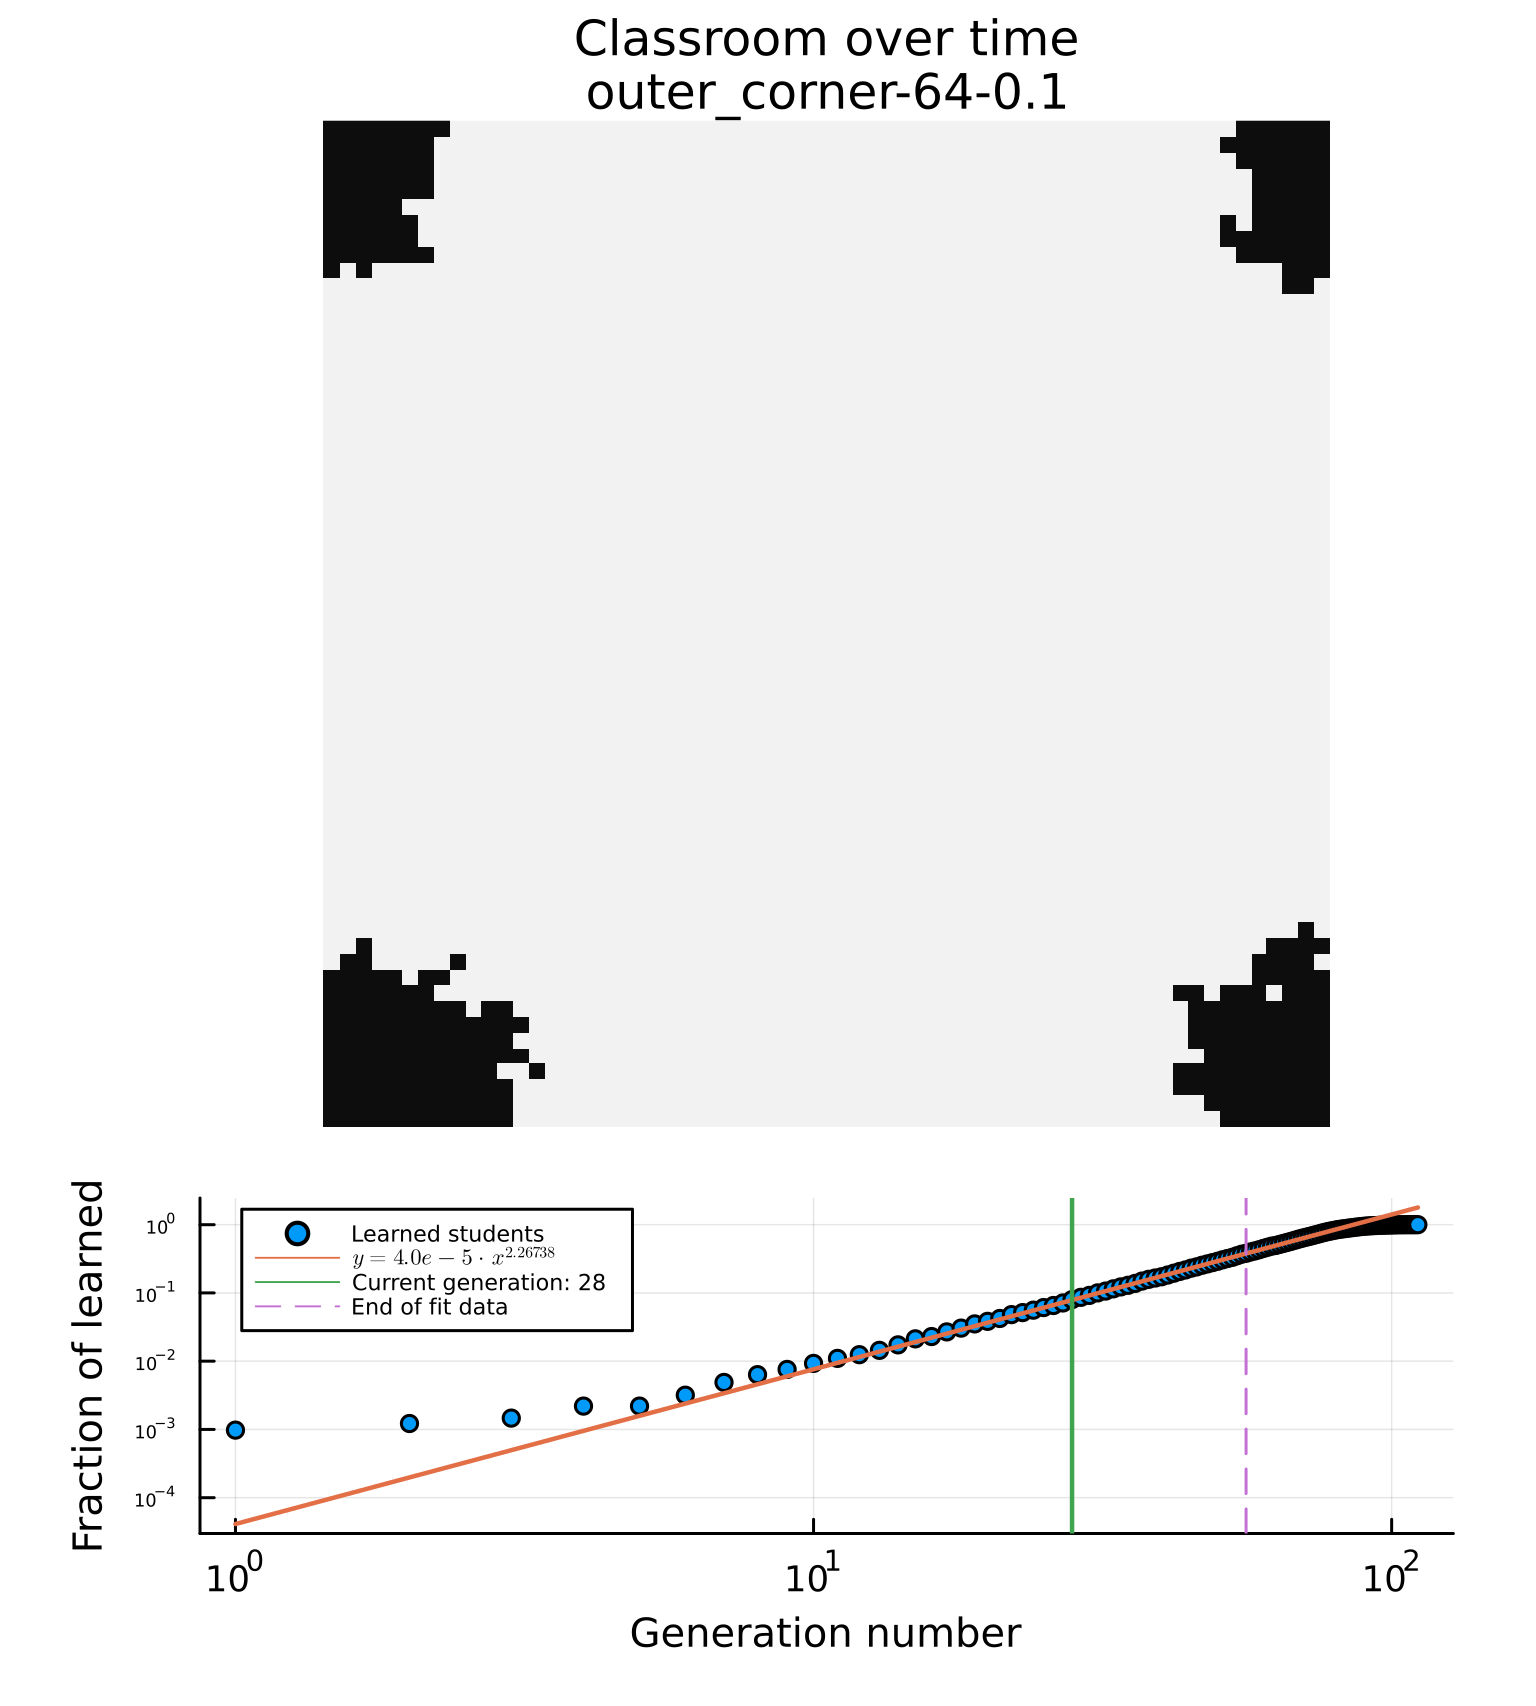 Classroom over time
outer_corner-64-0.1
Fraction of learned
10^0
10^-1
10^-2
10^-3
10^-4
Learned students
y = 4.0e − 5 · x^2.26738
Current generation: 28
End of fit data
10^0 10^1 10^2
Generation number